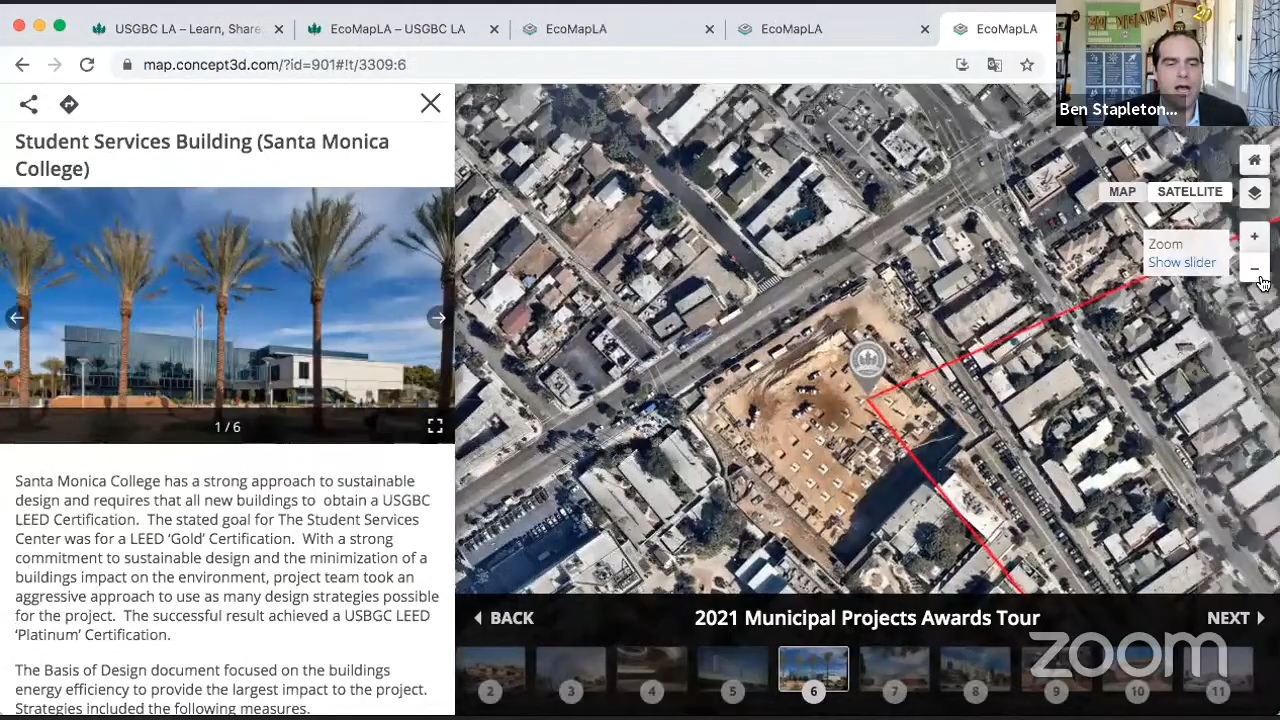 USGBC LA – Learn, Share
EcoMapLA – USGBC LA
EcoMapLA
EcoMapLA
EcoMapLA
map.concept3d.com/?id=901#!t/3309:6
20 YEARS
20
Ben Stapleton...
Student Services Building (Santa Monica
College)
1 / 6
Santa Monica College has a strong approach to sustainable
design and requires that all new buildings to obtain a USGBC
LEED Certification. The stated goal for The Student Services
Center was for a LEED ‘Gold’ Certification. With a strong
commitment to sustainable design and the minimization of a
buildings impact on the environment, project team took an
aggressive approach to use as many design strategies possible
for the project. The successful result achieved a USBGC LEED
‘Platinum’ Certification.
The Basis of Design document focused on the buildings
energy efficiency to provide the largest impact to the project.
Strategies included the following measures.
MAP
SATELLITE
Zoom
Show slider
BACK
2021 Municipal Projects Awards Tour
NEXT
zoom
2
3
4
5
6
7
8
9
10
11